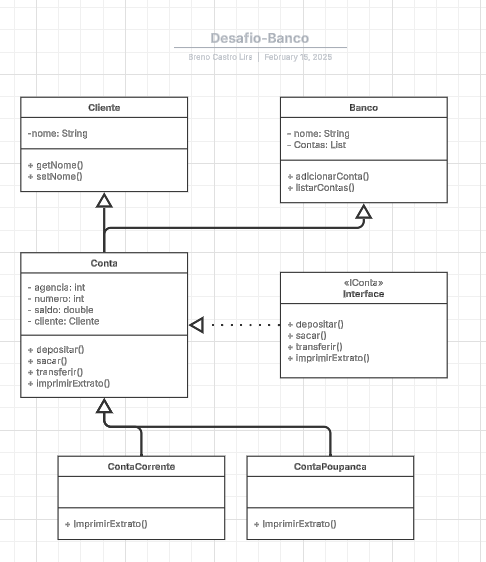 Desafio-Banco
Breno Castro Lira | February 15, 2025
Cliente
-nome: String
+ getNome()
+ setNome()
Banco
- nome: String
- Contas: List
+ adicionarConta()
+ listarContas()
Conta
- agencia: int
- numero: int
- saldo: double
- cliente: Cliente
+ depositar()
+ sacar()
+ transferir()
+ imprimirExtrato()
«IConta»
Interface
+ depositar()
+ sacar()
+ transferir()
+ imprimirExtrato()
ContaCorrente
+ imprimirExtrato()
ContaPoupanca
+ imprimirExtrato()